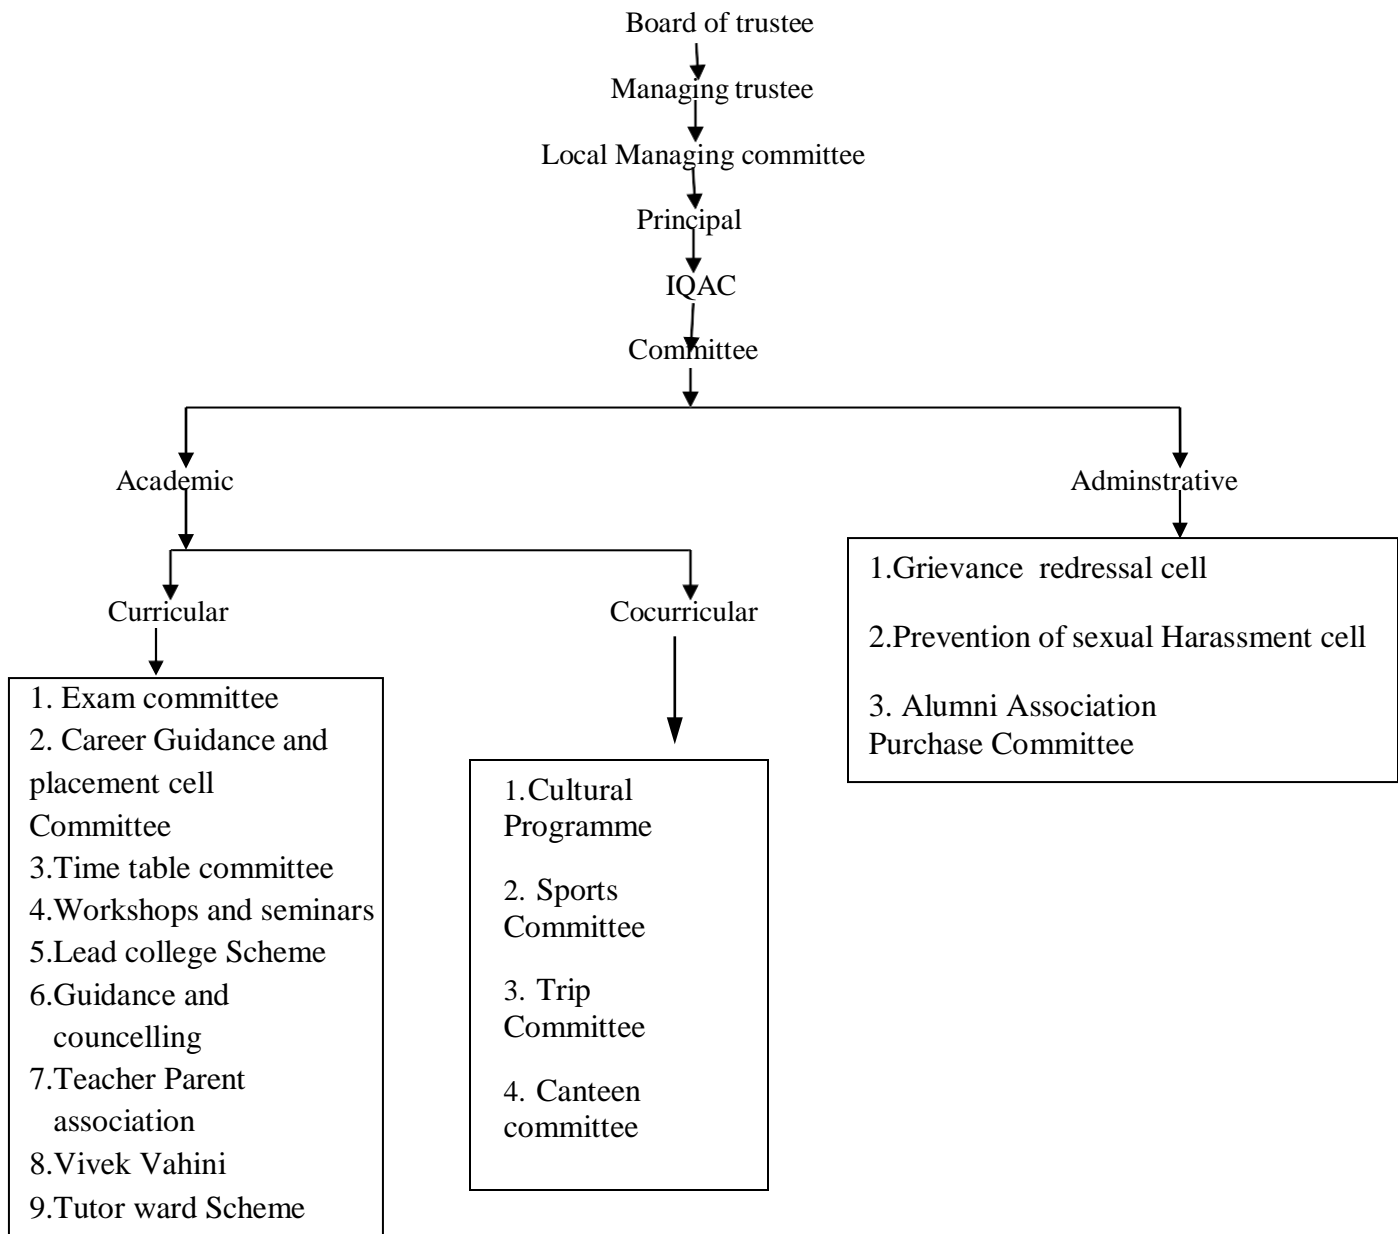 Board of trustee
Managing trustee
Local Managing committee
Principal
IQAC
Committee
Academic
Adminstrative
Curricular
Cocurricular
1. Exam committee
2. Career Guidance and
placement cell
Committee
3.Time table committee
4.Workshops and seminars
5.Lead college Scheme
6.Guidance and
councelling
7.Teacher Parent
association
8.Vivek Vahini
9.Tutor ward Scheme
1.Cultural
Programme
2. Sports
Committee
3. Trip
Committee
4. Canteen
committee
1.Grievance redressal cell
2.Prevention of sexual Harassment cell
3. Alumni Association
Purchase Committee